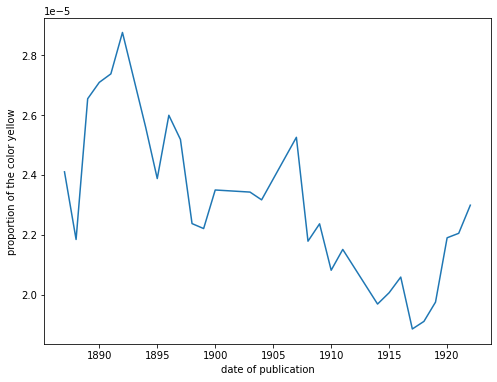 1e−5
2.8
2.6
2.4
2.2
2.0
proportion of the color yellow
1890 1895 1900 1905 1910 1915 1920
date of publication